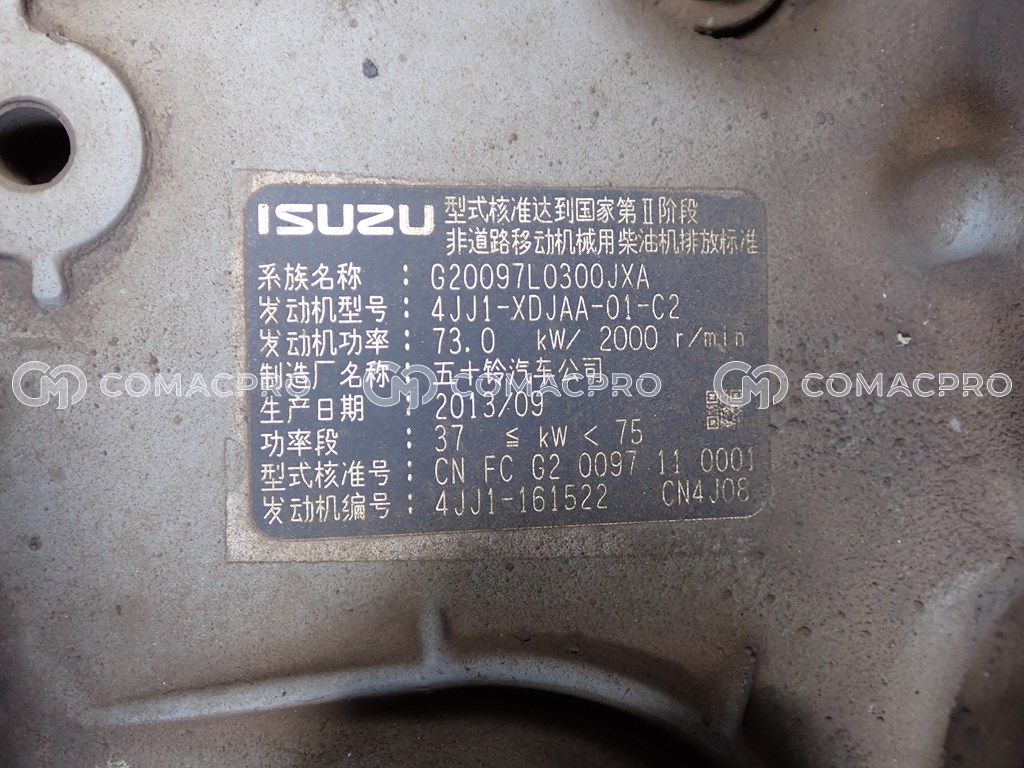 ISUZU 型式核准达到国家第Ⅱ阶段
非道路移动机械用柴油机排放标准
系族名称 : G20097L0300JXA
发动机型号 : 4JJ1-XDJAA-01-C2
发动机功率 : 73.0 kW/ 2000 r/min
制造厂名称 : 五十铃汽车公司
CM COMACPRO CM COMACPRO CM COMACPRO
生产日期 : 2013/09
功率段 : 37 ≦ kW < 75
型式核准号 : CN FC G2 0097 11 0001
发动机编号 : 4JJ1-161522 CN4J08